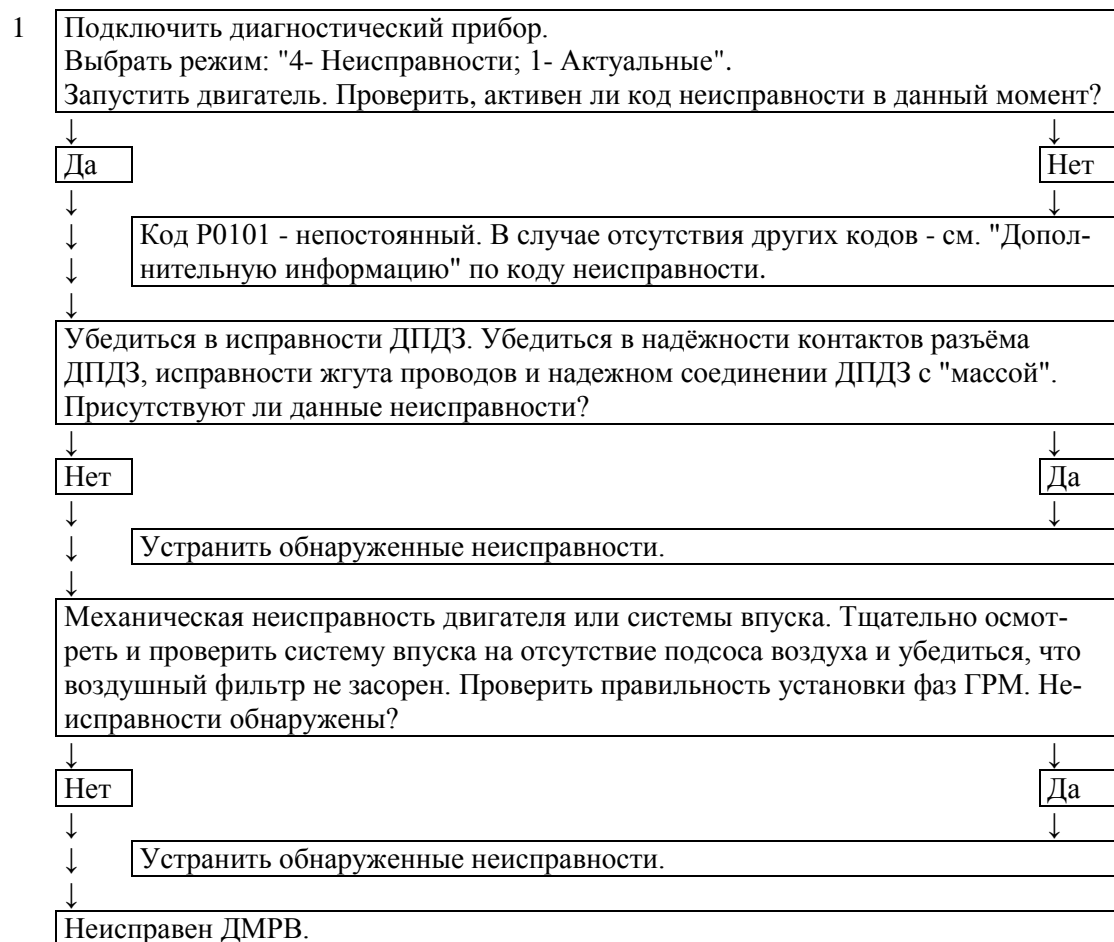 1 Подключить диагностический прибор.
Выбрать режим: "4- Неисправности; 1- Актуальные".
Запустить двигатель. Проверить, активен ли код неисправности в данный момент?
↓ ↓
Да Нет
↓ ↓
↓ Код Р0101 - непостоянный. В случае отсутствия других кодов - см. "Допол-
↓ нительную информацию" по коду неисправности.
↓
Убедиться в исправности ДПДЗ. Убедиться в надёжности контактов разъёма
ДПДЗ, исправности жгута проводов и надежном соединении ДПДЗ с "массой".
Присутствуют ли данные неисправности?
↓ ↓
Нет Да
↓ ↓
↓ Устранить обнаруженные неисправности.
↓
Механическая неисправность двигателя или системы впуска. Тщательно осмот-
реть и проверить систему впуска на отсутствие подсоса воздуха и убедиться, что
воздушный фильтр не засорен. Проверить правильность установки фаз ГРМ. Не-
исправности обнаружены?
↓ ↓
Нет Да
↓ ↓
↓ Устранить обнаруженные неисправности.
↓
Неисправен ДМРВ.